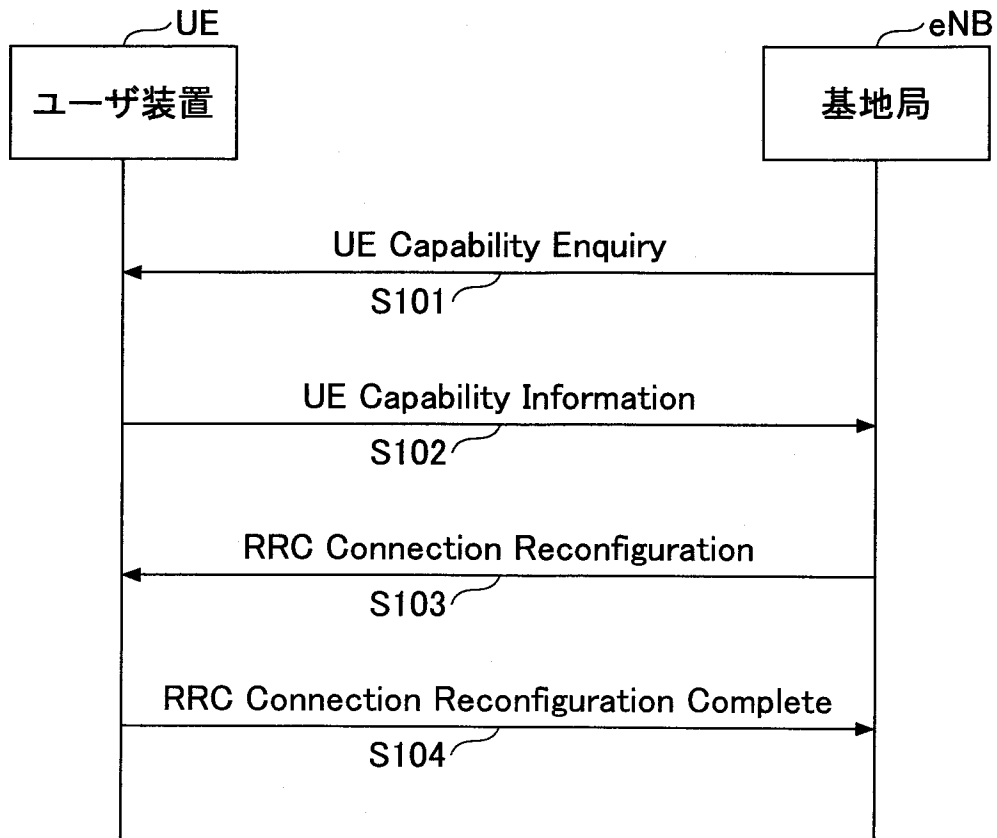 UE
eNB
ユーザ装置
基地局
UE Capability Enquiry
S101
UE Capability Information
S102
RRC Connection Reconfiguration
S103
RRC Connection Reconfiguration Complete
S104